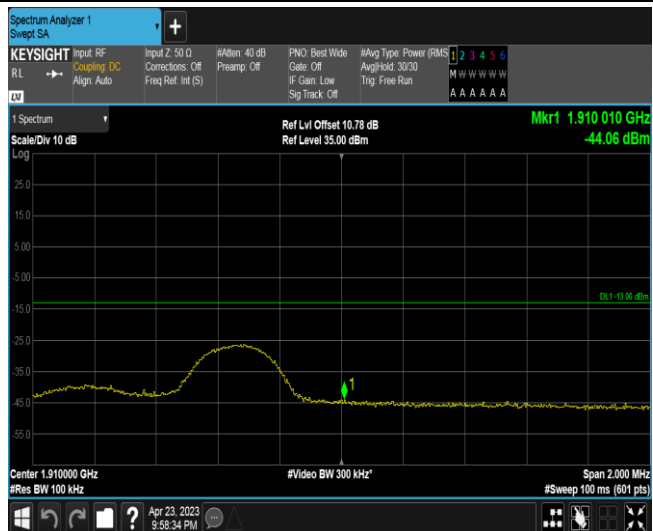 Spectrum Analyzer 1
Swept SA
+
KEYSIGHT
RL
Input: RF
Coupling: DC
Align: Auto
Input Z: 50 Ω
Corrections: Off
Freq Ref: Int (S)
#Atten: 40 dB
Preamp: Off
PNO: Best Wide
Gate: Off
IF Gain: Low
Sig Track: Off
#Avg Type: Power (RMS
Avg|Hold: 30/30
Trig: Free Run
1 2 3 4 5 6
M W W W W W
A A A A A A
LXI
1 Spectrum
Scale/Div 10 dB
Ref Lvl Offset 10.78 dB
Ref Level 35.00 dBm
Mkr1 1.910 010 GHz
-44.06 dBm
Log
25.0
15.0
5.00
-5.00
DL1 -13.00 dBm
-15.0
-25.0
-35.0
1
-45.0
-55.0
Center 1.910000 GHz
#Res BW 100 kHz
#Video BW 300 kHz*
Span 2.000 MHz
#Sweep 100 ms (601 pts)
?
Apr 23, 2023
9:58:34 PM